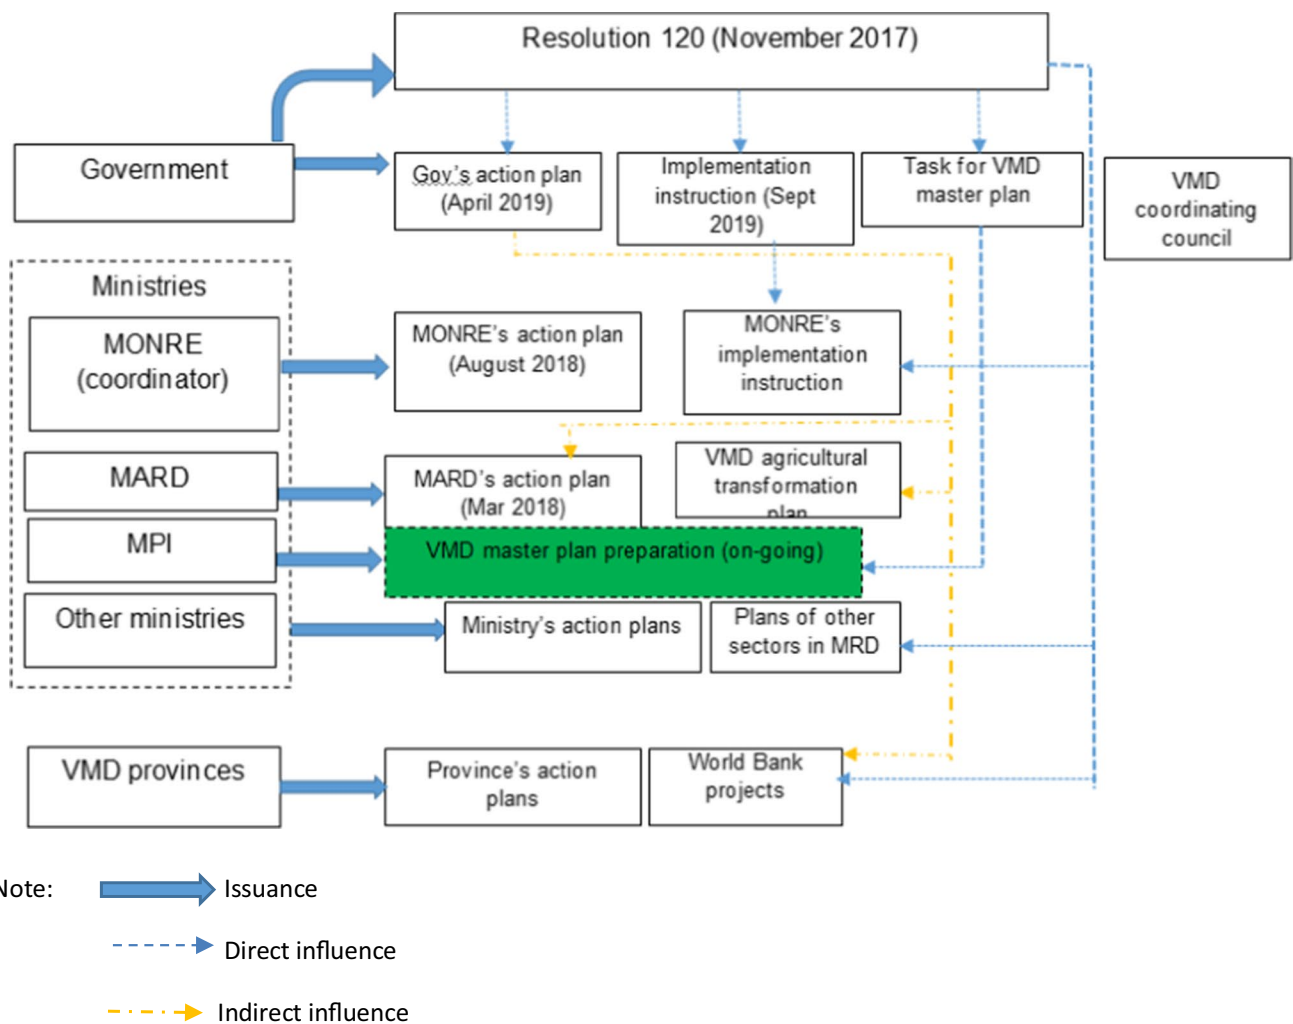 Resolution 120 (November 2017)
Government
Gov's action plan
(April 2019)
Implementation
instruction (Sept
2019)
Task for VMD
master plan
VMD
coordinating
council
Ministries
MONRE
(coordinator)
MONRE's action plan
(August 2018)
MONRE's
implementation
instruction
MARD
MARD's action plan
(Mar 2018)
VMD agricultural
transformation
plan
MPI
VMD master plan preparation (on-going)
Other ministries
Ministry's action plans
Plans of other
sectors in MRD
VMD provinces
Province's action
plans
World Bank
projects
Note:
Issuance
Direct influence
Indirect influence